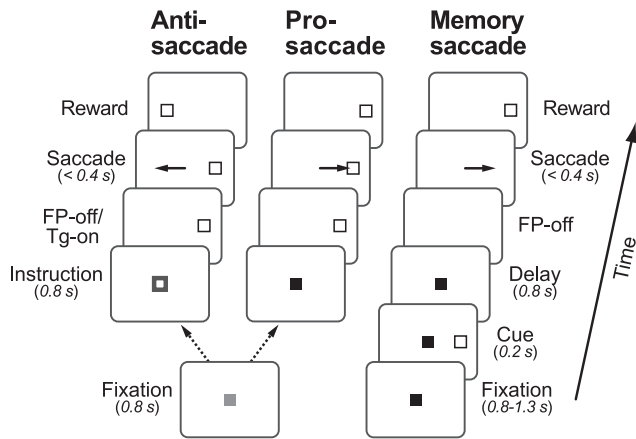 Anti-
saccade
Pro-
saccade
Memory
saccade
Reward
Reward
Saccade
(< 0.4 s)
Saccade
(< 0.4 s)
FP-off/
Tg-on
FP-off
Instruction
(0.8 s)
Delay
(0.8 s)
Cue
(0.2 s)
Fixation
(0.8 s)
Fixation
(0.8-1.3 s)
Time